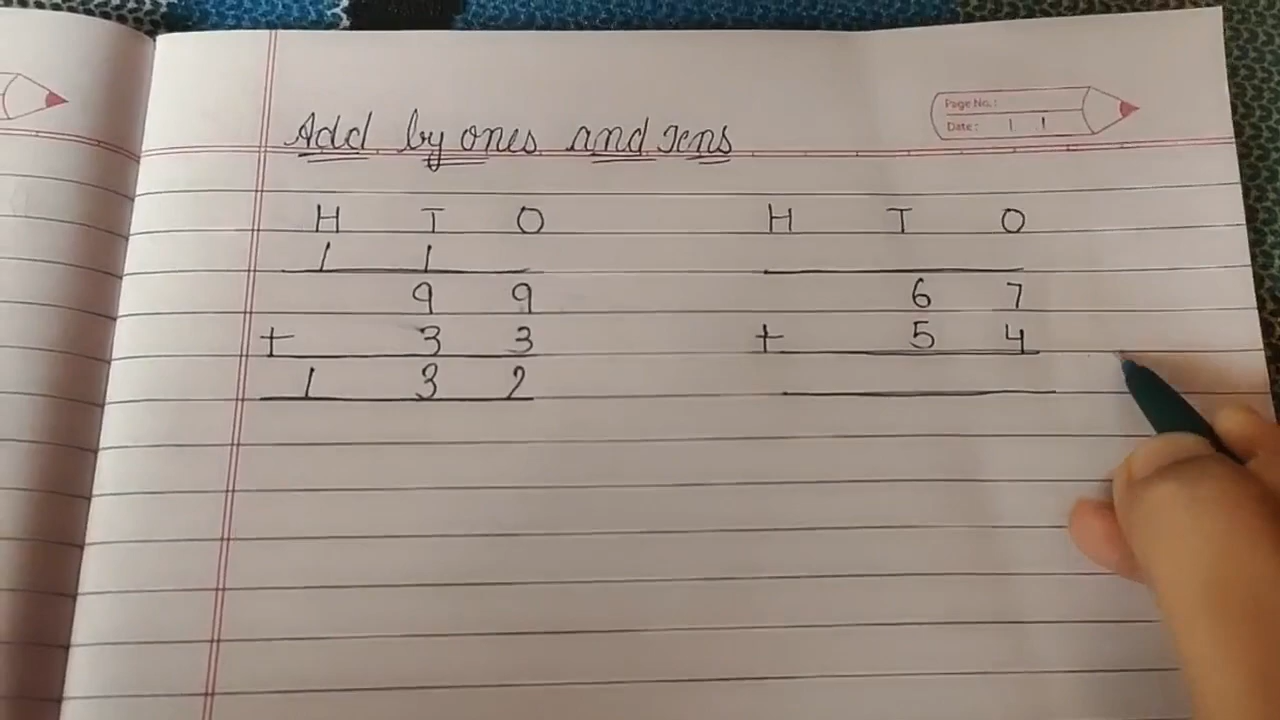 Page No.:
Date:
Add by ones and Tens
H T O
1 1
9 9
+ 3 3
1 3 2
H T O
6 7
+ 5 4